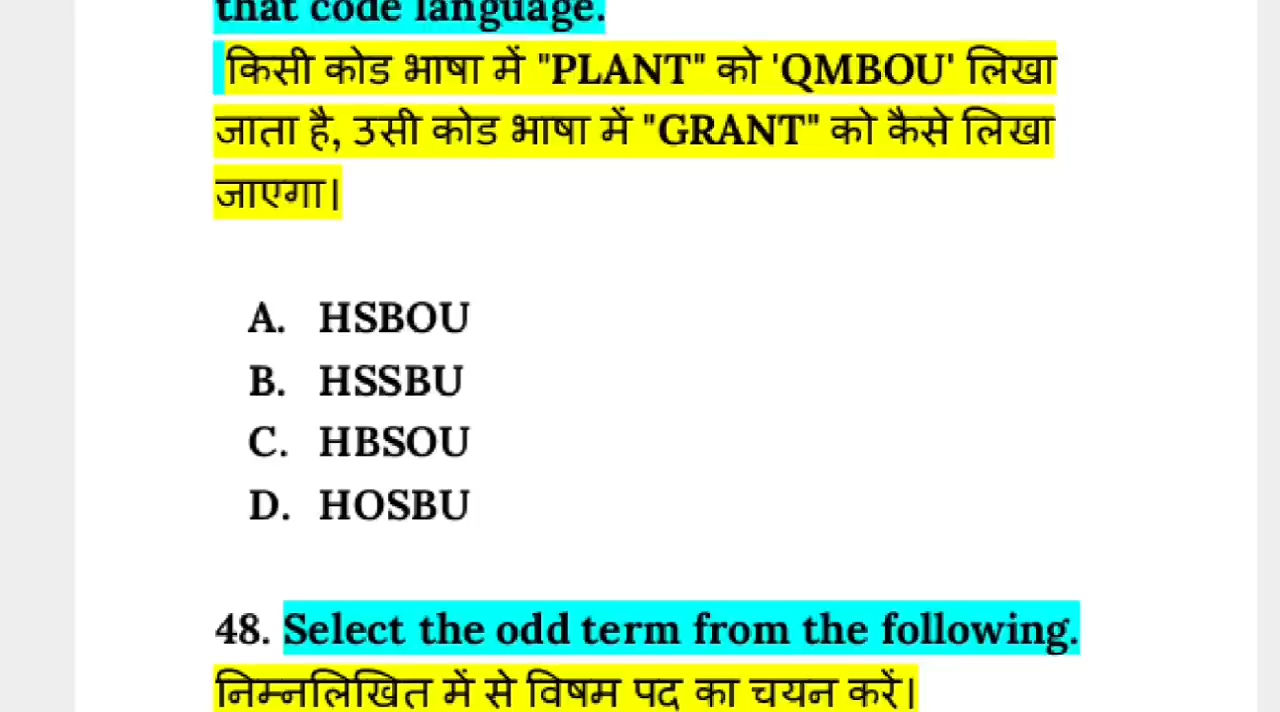 that code language.
किसी कोड भाषा में "PLANT" को 'QMBOU' लिखा
जाता है, उसी कोड भाषा में "GRANT" को कैसे लिखा
जाएगा।
A. HSBOU
B. HSSBU
C. HBSOU
D. HOSBU
48. Select the odd term from the following.
निम्नलिखित में से विषम पद का चयन करें।